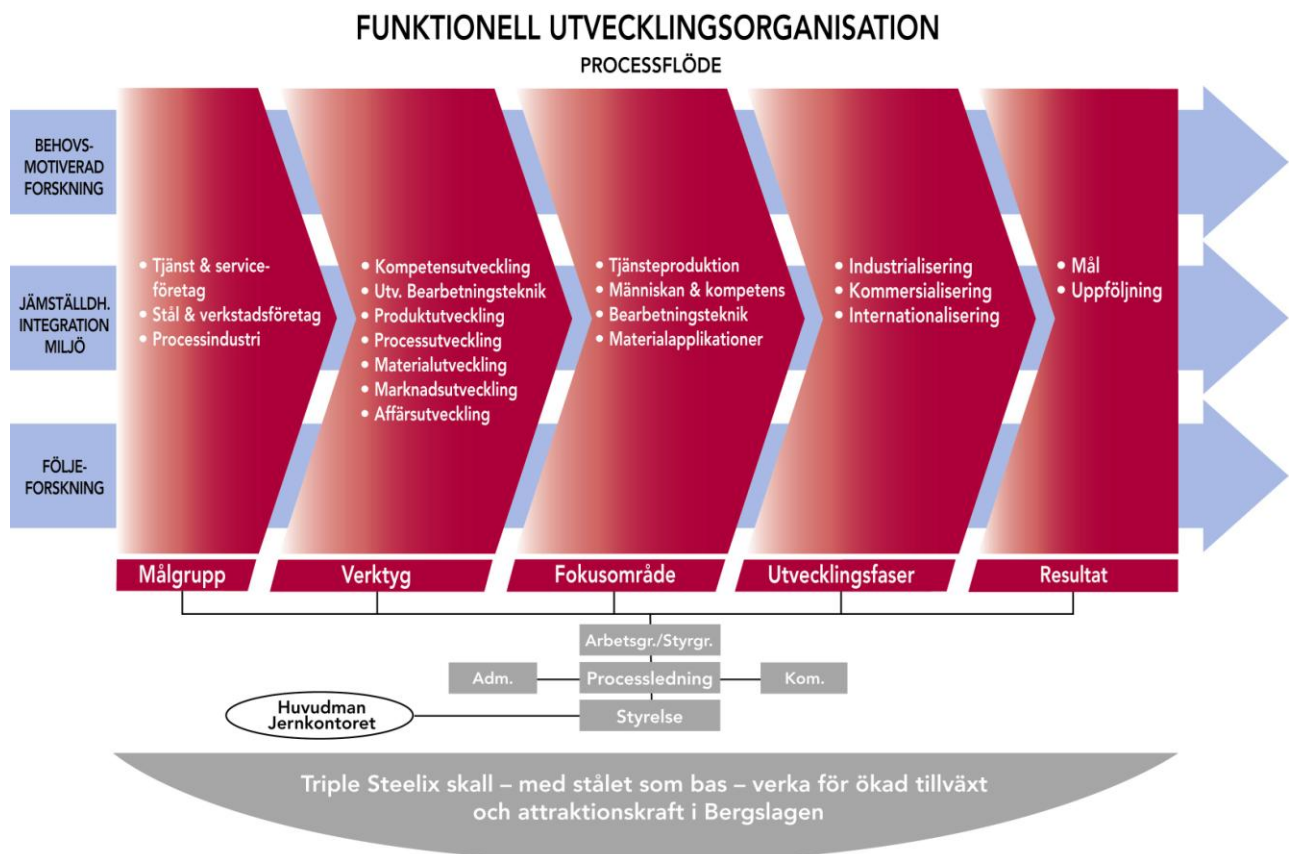 FUNKTIONELL UTVECKLINGSORGANISATION
PROCESSFLÖDE
BEHOVS-
MOTIVERAD
FORSKNING
JÄMSTÄLLDH.
INTEGRATION
MILJÖ
FÖLJE-
FORSKNING
• Tjänst & service-
företag
• Stål & verkstadsföretag
• Processindustri
• Kompetensutveckling
• Utv. Bearbetningsteknik
• Produktutveckling
• Processutveckling
• Materialutveckling
• Marknadsutveckling
• Affärsutveckling
• Tjänsteproduktion
• Människan & kompetens
• Bearbetningsteknik
• Materialapplikationer
• Industrialisering
• Kommersialisering
• Internationalisering
• Mål
• Uppföljning
Målgrupp
Verktyg
Fokusområde
Utvecklingsfaser
Resultat
Arbetsgr./Styrgr.
Adm.
Processledning
Kom.
Huvudman
Jernkontoret
Styrelse
Triple Steelix skall – med stålet som bas – verka för ökad tillväxt
och attraktionskraft i Bergslagen